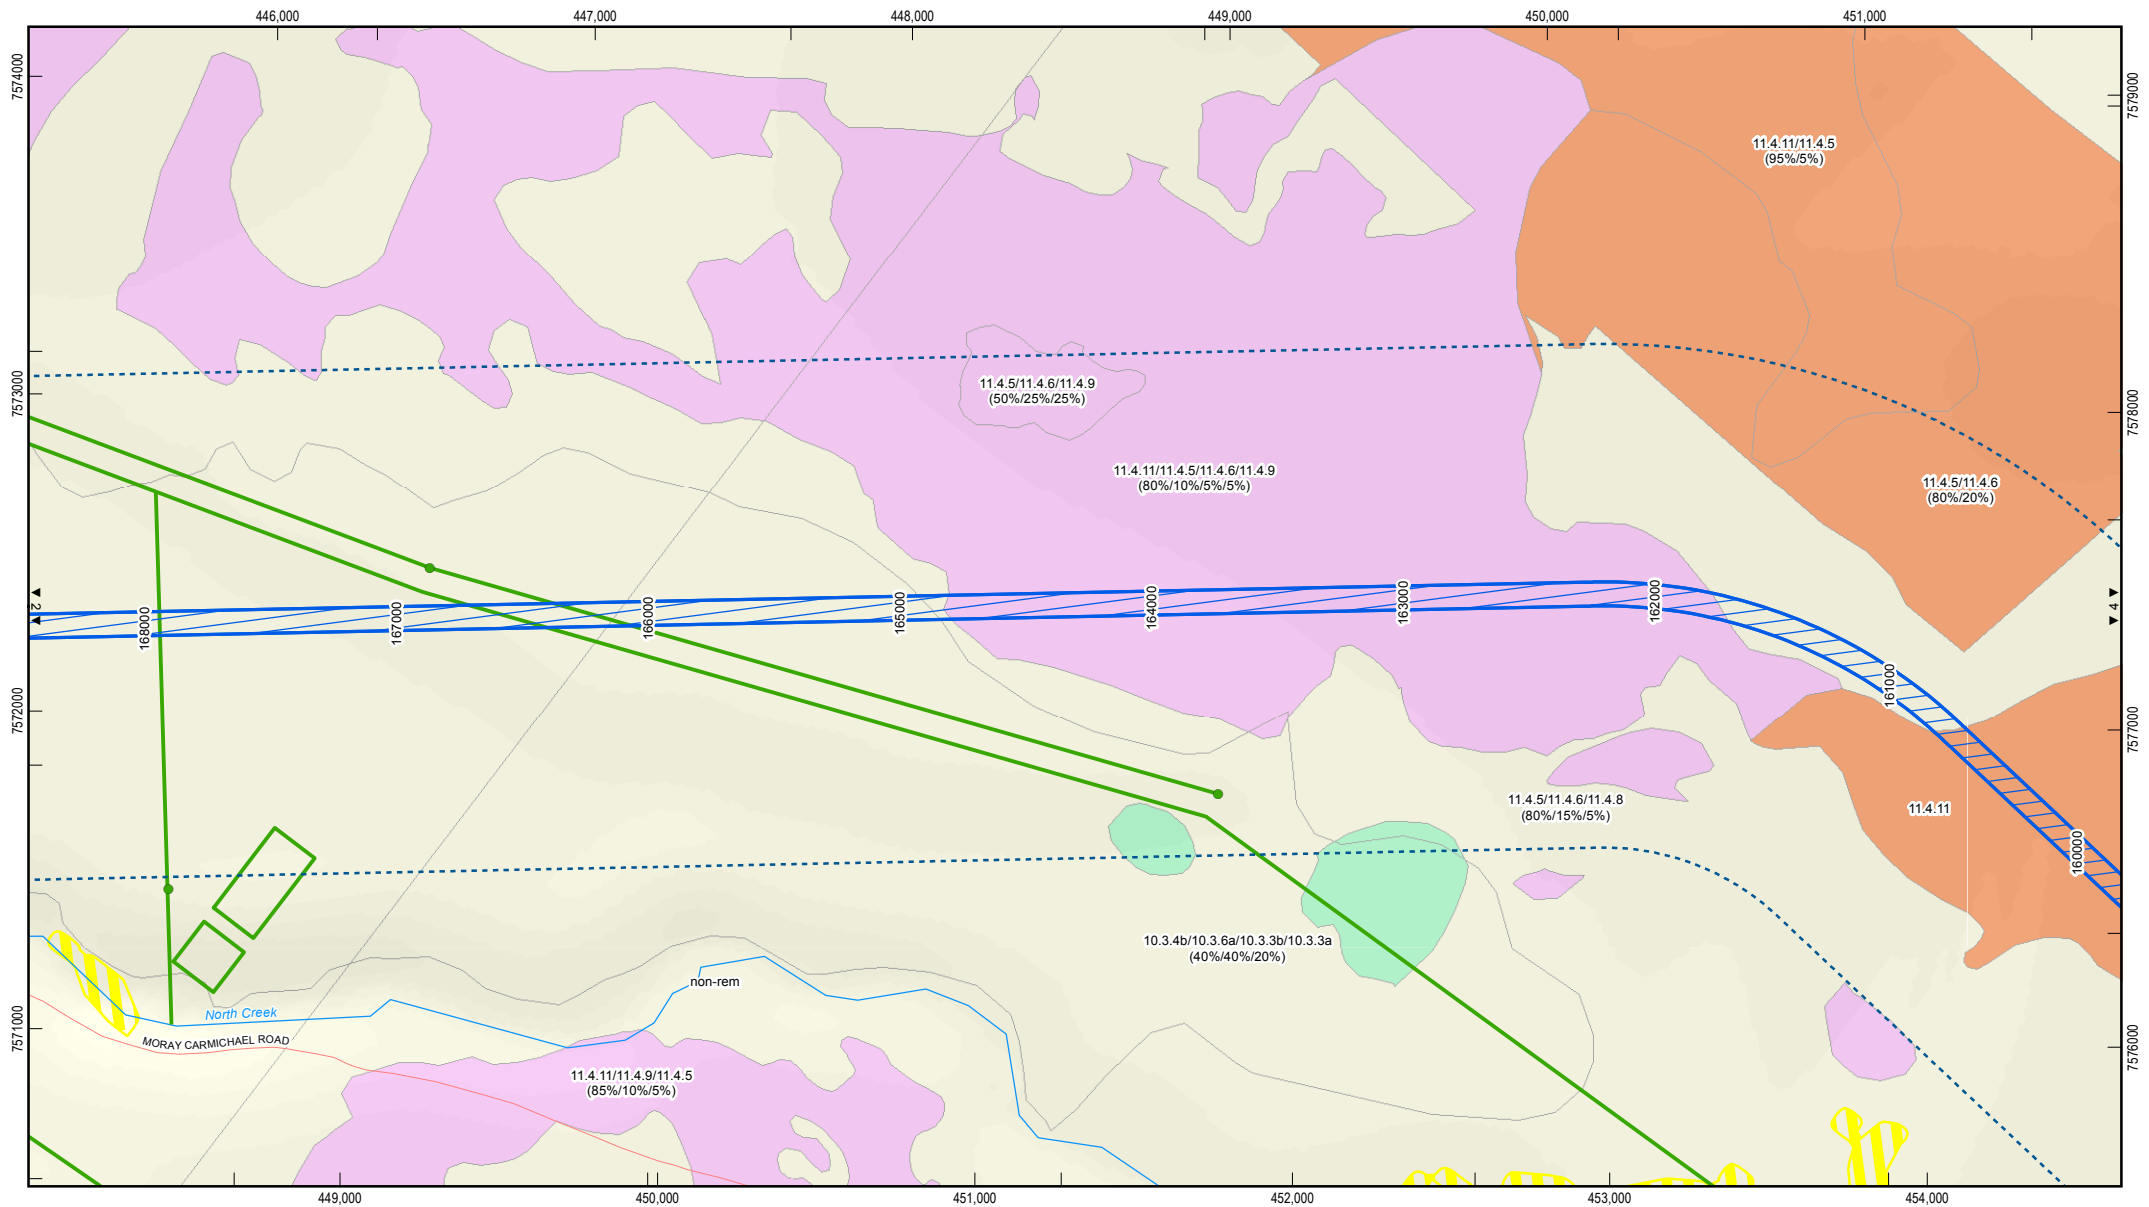 446,000 447,000 448,000 449,000 450,000 451,000
7574000
7579000
11.4.11/11.4.5
(95%/5%)
7573000
7578000
11.4.5/11.4.6/11.4.9
(50%/25%/25%)
11.4.11/11.4.5/11.4.6/11.4.9
(80%/10%/5%/5%)
11.4.5/11.4.6
(80%/20%)
◄ 2 ►
168000 167000 166000 165000 164000 163000 162000 161000 160000
◄ 4 ►
7572000
7577000
11.4.5/11.4.6/11.4.8
(80%/15%/5%)
11.4.11
10.3.4b/10.3.6a/10.3.3b/10.3.3a
(40%/40%/20%)
non-rem
North Creek
MORAY CARMICHAEL ROAD
7571000
7576000
11.4.11/11.4.9/11.4.5
(85%/10%/5%)
449,000 450,000 451,000 452,000 453,000 454,000